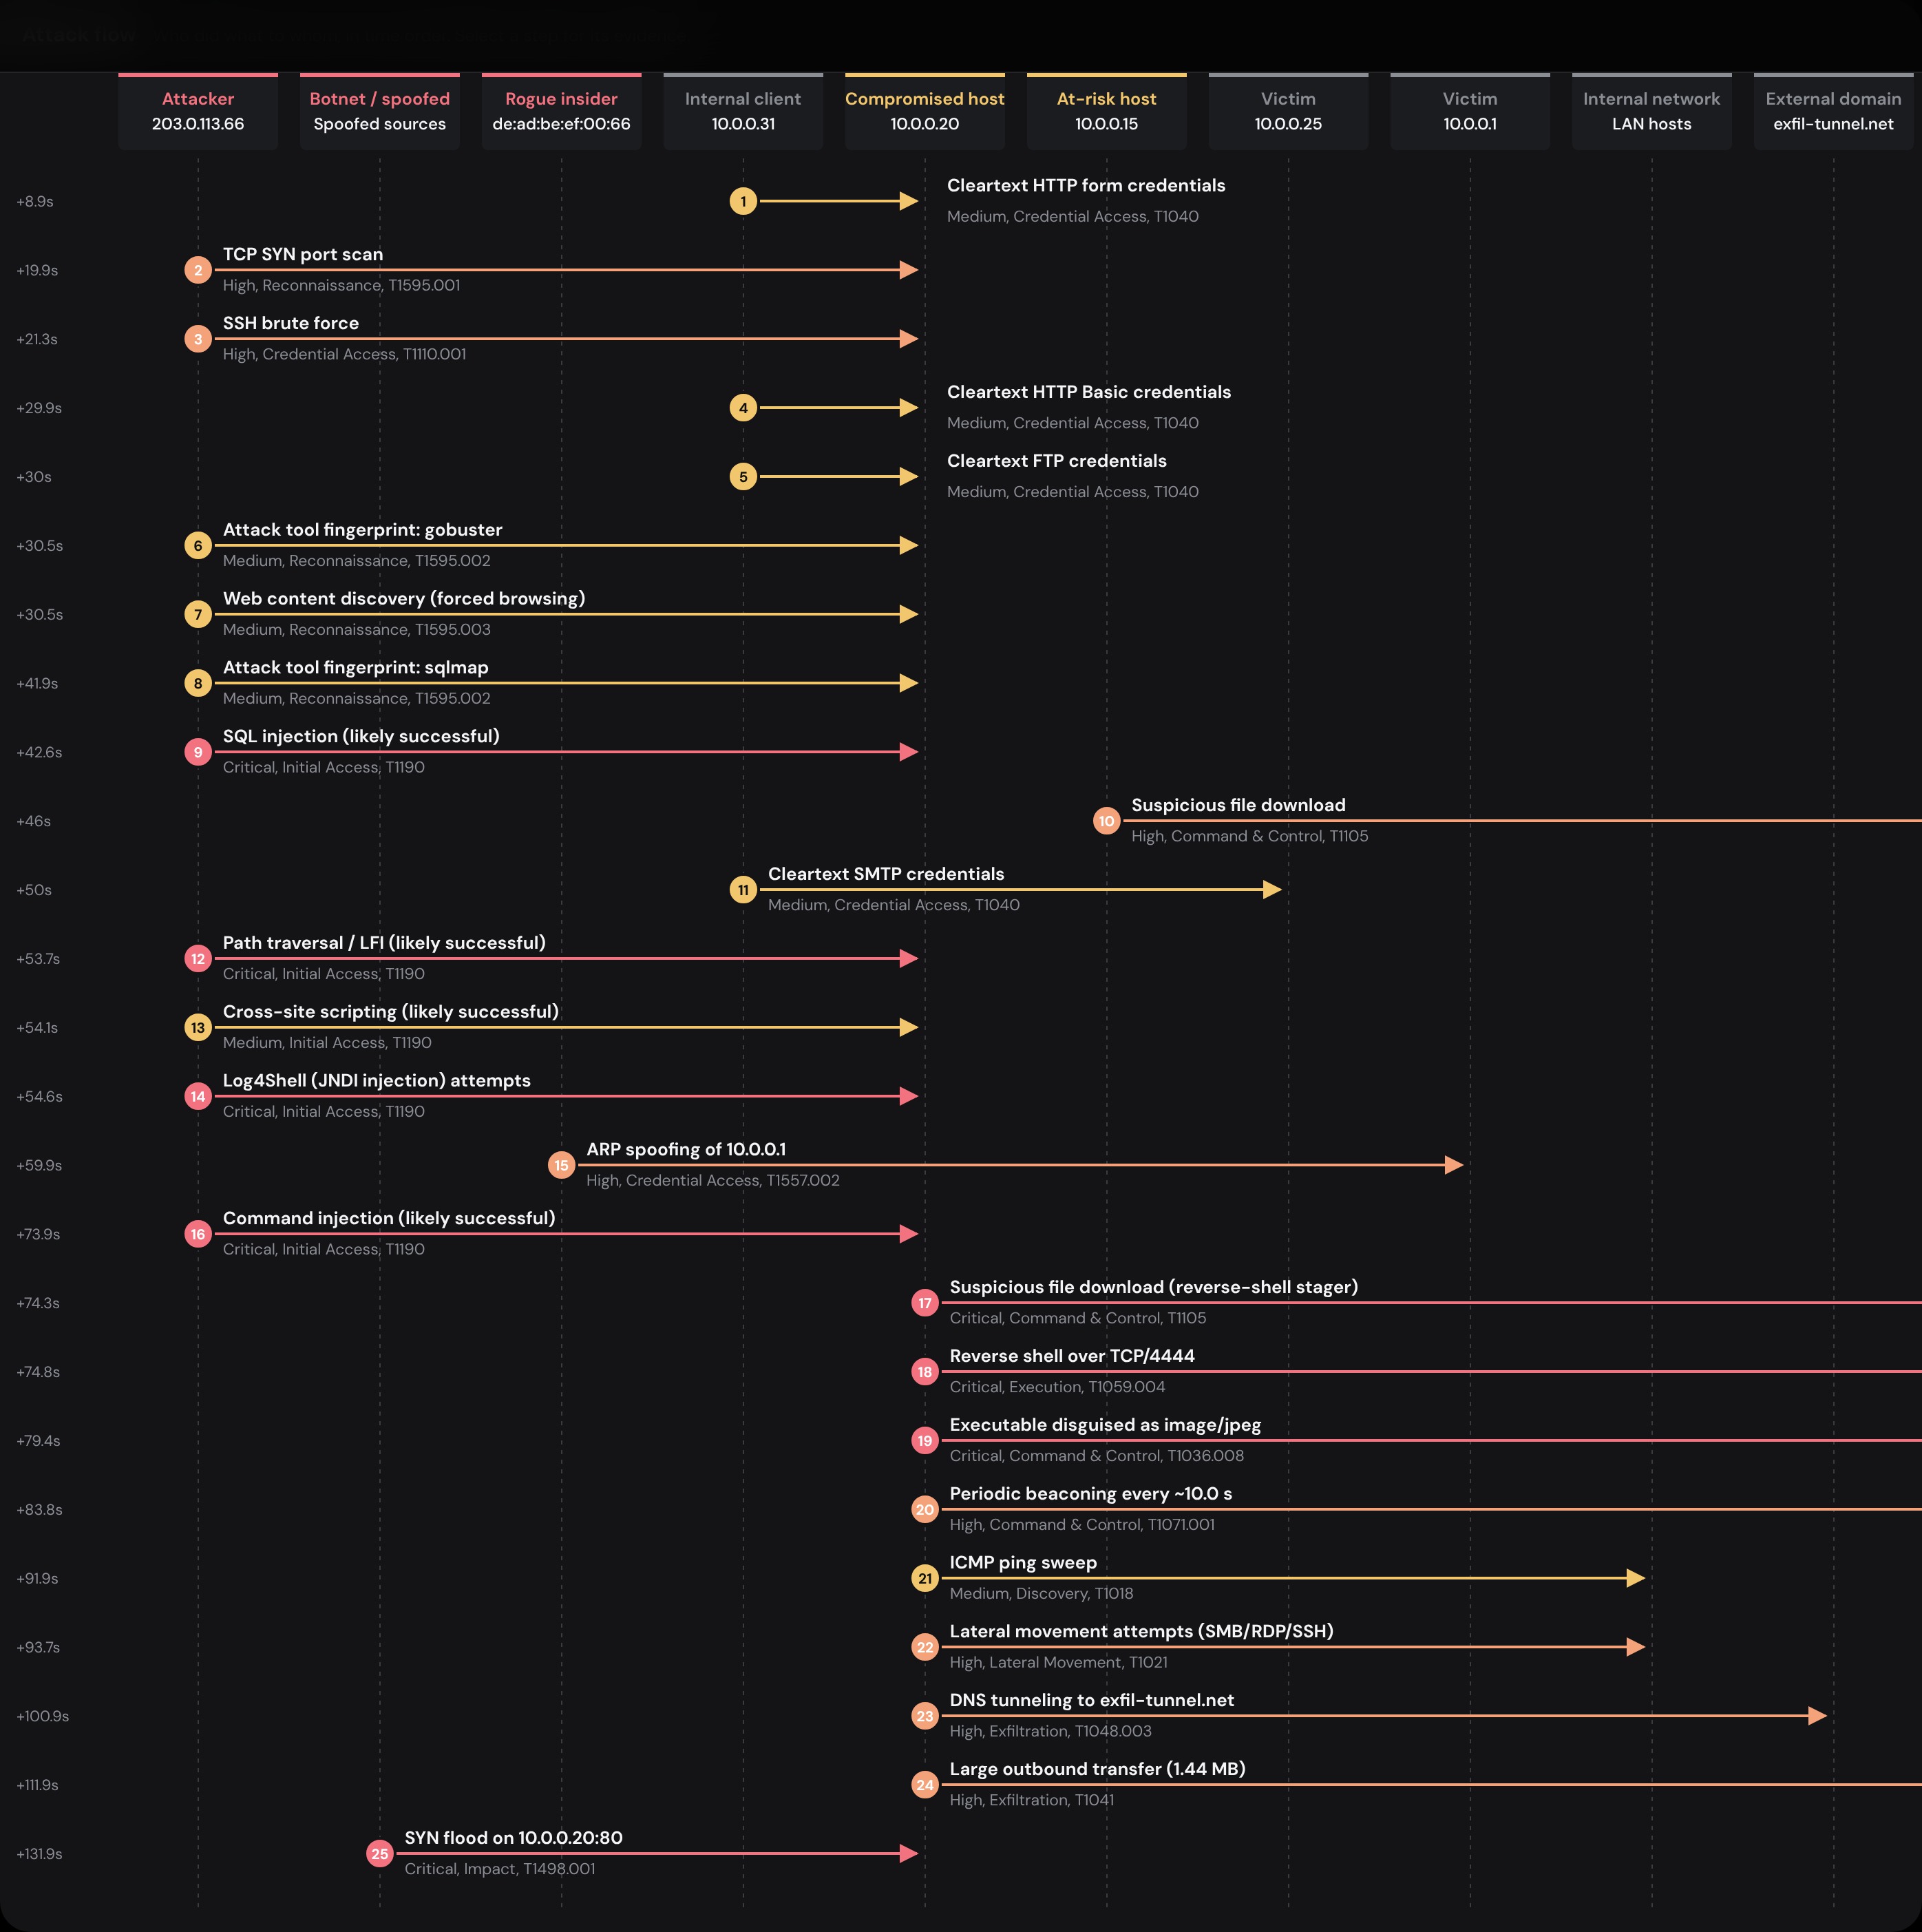 Attack flow
Attacker
203.0.113.66
Botnet / spoofed
Spoofed sources
Rogue insider
de:ad:be:ef:00:66
Internal client
10.0.0.31
Compromised host
10.0.0.20
At-risk host
10.0.0.15
Victim
10.0.0.25
Victim
10.0.0.1
Internal network
LAN hosts
External domain
exfil-tunnel.net
+8.9s
1
Cleartext HTTP form credentials
Medium, Credential Access, T1040
+19.9s
2
TCP SYN port scan
High, Reconnaissance, T1595.001
+21.3s
3
SSH brute force
High, Credential Access, T1110.001
+29.9s
4
Cleartext HTTP Basic credentials
Medium, Credential Access, T1040
+30s
5
Cleartext FTP credentials
Medium, Credential Access, T1040
+30.5s
6
Attack tool fingerprint: gobuster
Medium, Reconnaissance, T1595.002
+30.5s
7
Web content discovery (forced browsing)
Medium, Reconnaissance, T1595.003
+41.9s
8
Attack tool fingerprint: sqlmap
Medium, Reconnaissance, T1595.002
+42.6s
9
SQL injection (likely successful)
Critical, Initial Access, T1190
+46s
10
Suspicious file download
High, Command & Control, T1105
+50s
11
Cleartext SMTP credentials
Medium, Credential Access, T1040
+53.7s
12
Path traversal / LFI (likely successful)
Critical, Initial Access, T1190
+54.1s
13
Cross-site scripting (likely successful)
Medium, Initial Access, T1190
+54.6s
14
Log4Shell (JNDI injection) attempts
Critical, Initial Access, T1190
+59.9s
15
ARP spoofing of 10.0.0.1
High, Credential Access, T1557.002
+73.9s
16
Command injection (likely successful)
Critical, Initial Access, T1190
+74.3s
17
Suspicious file download (reverse-shell stager)
Critical, Command & Control, T1105
+74.8s
18
Reverse shell over TCP/4444
Critical, Execution, T1059.004
+79.4s
19
Executable disguised as image/jpeg
Critical, Command & Control, T1036.008
+83.8s
20
Periodic beaconing every ~10.0 s
High, Command & Control, T1071.001
+91.9s
21
ICMP ping sweep
Medium, Discovery, T1018
+93.7s
22
Lateral movement attempts (SMB/RDP/SSH)
High, Lateral Movement, T1021
+100.9s
23
DNS tunneling to exfil-tunnel.net
High, Exfiltration, T1048.003
+111.9s
24
Large outbound transfer (1.44 MB)
High, Exfiltration, T1041
+131.9s
25
SYN flood on 10.0.0.20:80
Critical, Impact, T1498.001